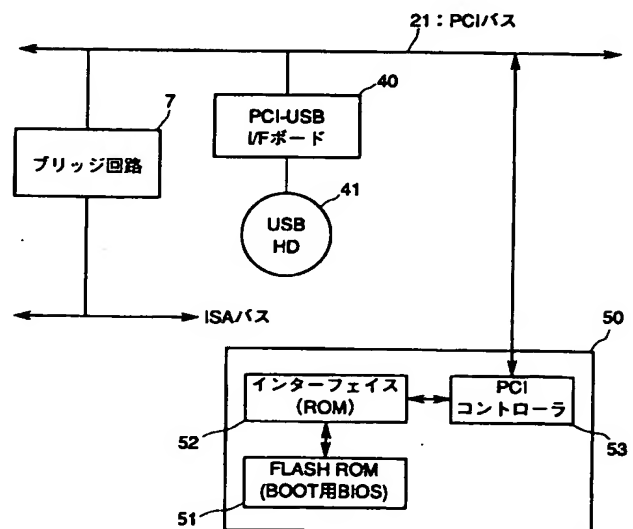 21：PCIバス
40
PCI-USB
I/Fボード
7
ブリッジ回路
41
USB
HD
ISAバス
50
インターフェイス
(ROM)
52
PCI
コントローラ
53
FLASH ROM
(BOOT用BIOS)
51